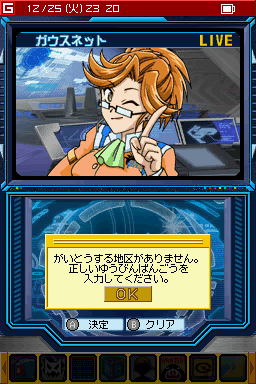 G 12/25(火)23 20
ガウスネット LIVE
がいとうする地区がありません。
正しいゆうびんばんごうを
入力してください。
OK
A 決定 B クリア